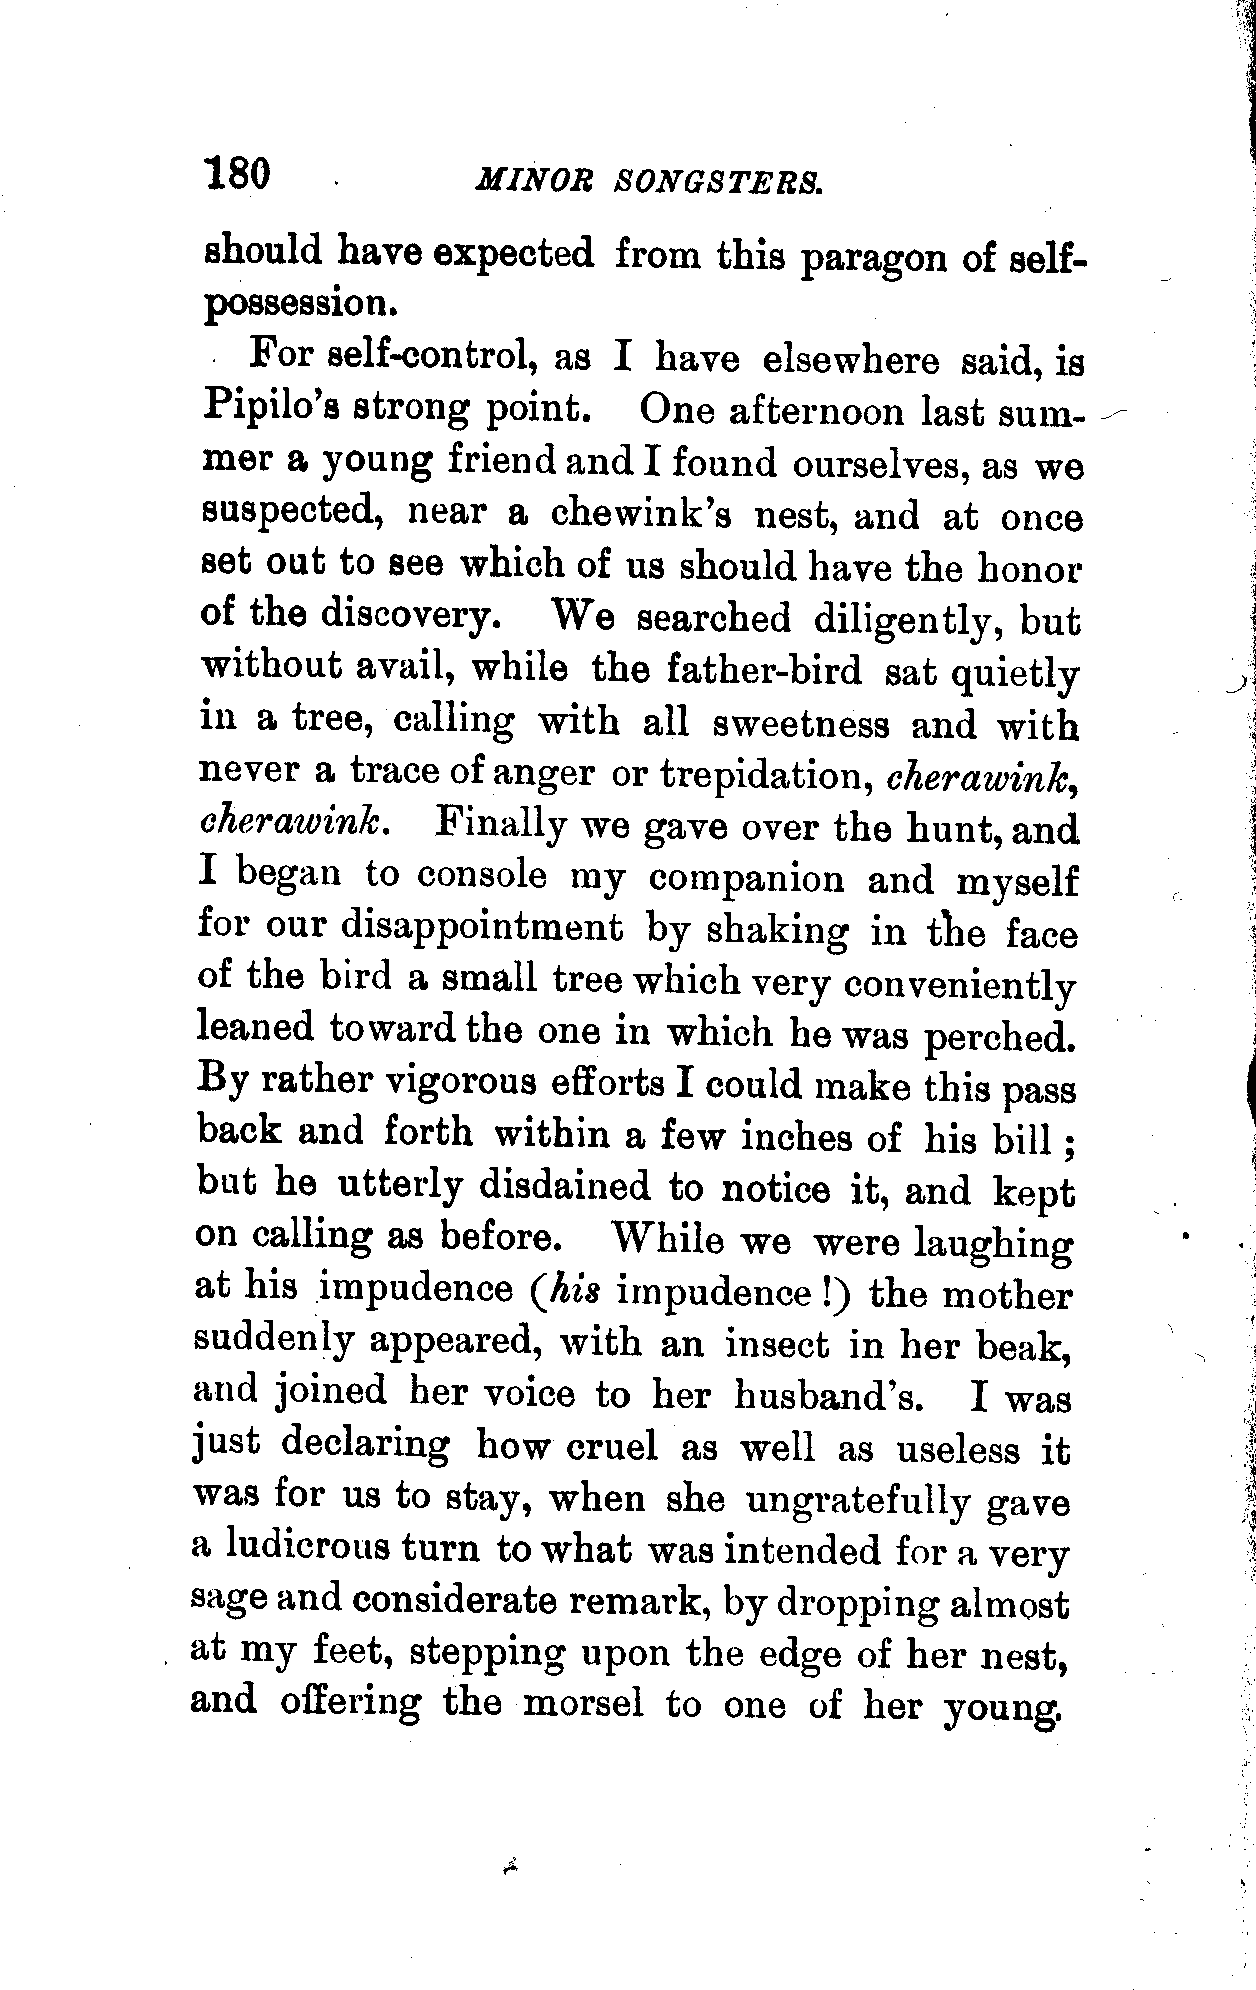 180 MINOR SONGSTERS.
should have expected from this paragon of self-
possession.
For self-control, as I have elsewhere said, is
Pipilo's strong point. One afternoon last sum-
mer a young friend and I found ourselves, as we
suspected, near a chewink's nest, and at once
set out to see which of us should have the honor
of the discovery. We searched diligently, but
without avail, while the father-bird sat quietly
in a tree, calling with all sweetness and with
never a trace of anger or trepidation, cherawink,
cherawink. Finally we gave over the hunt, and
I began to console my companion and myself
for our disappointment by shaking in the face
of the bird a small tree which very conveniently
leaned toward the one in which he was perched.
By rather vigorous efforts I could make this pass
back and forth within a few inches of his bill ;
but he utterly disdained to notice it, and kept
on calling as before. While we were laughing
at his impudence (his impudence !) the mother
suddenly appeared, with an insect in her beak,
and joined her voice to her husband's. I was
just declaring how cruel as well as useless it
was for us to stay, when she ungratefully gave
a ludicrous turn to what was intended for a very
sage and considerate remark, by dropping almost
at my feet, stepping upon the edge of her nest,
and offering the morsel to one of her young.